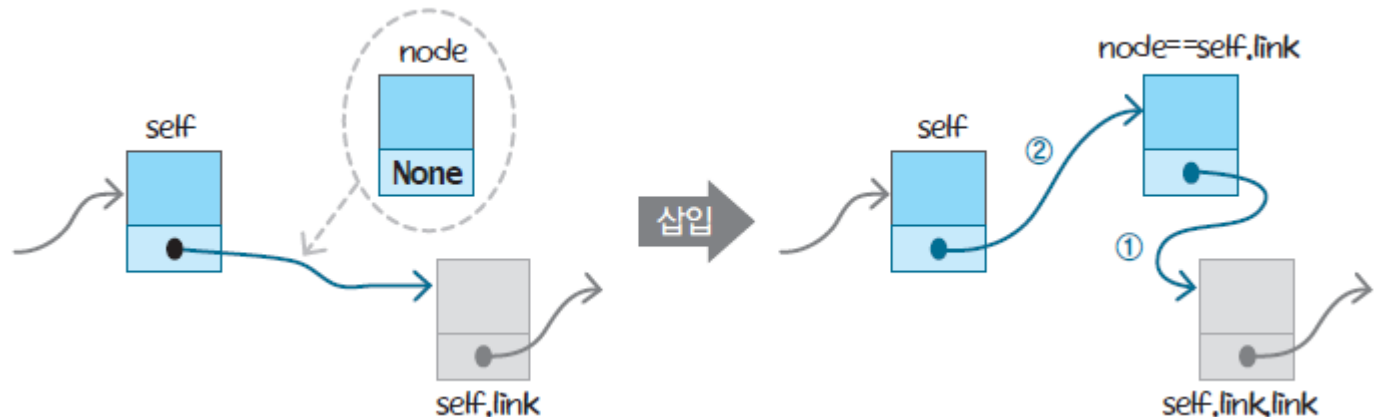 node
self
None
self.link
삽입
node==self.link
self
②
①
self.link.link